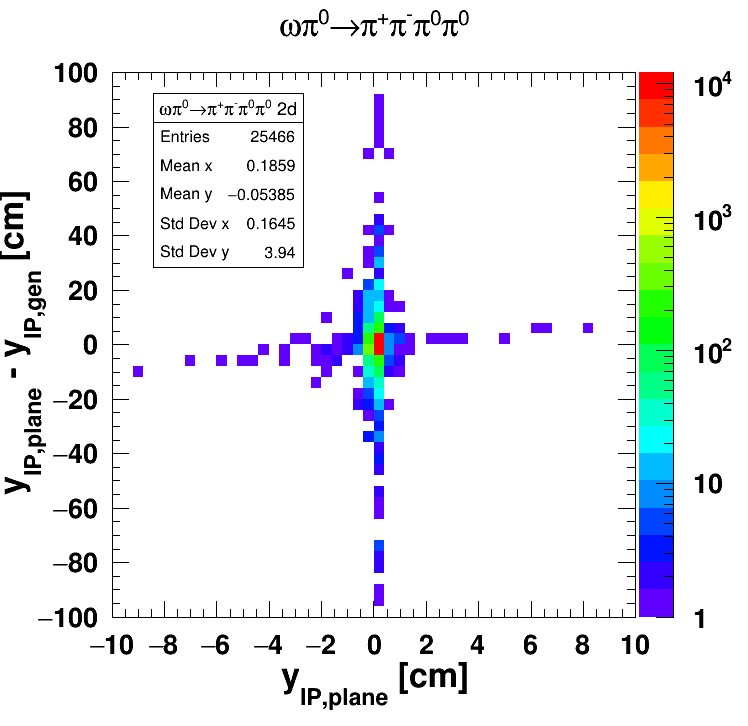 ωπ⁰→π⁺π⁻π⁰π⁰
ωπ⁰→π⁺π⁻π⁰π⁰ 2d
Entries 25466
Mean x 0.1859
Mean y −0.05385
Std Dev x 0.1645
Std Dev y 3.94
y_IP,plane - y_IP,gen [cm]
100
80
60
40
20
0
−20
−40
−60
−80
−100
−10 −8 −6 −4 −2 0 2 4 6 8 10
y_IP,plane [cm]
10⁴
10³
10²
10
1